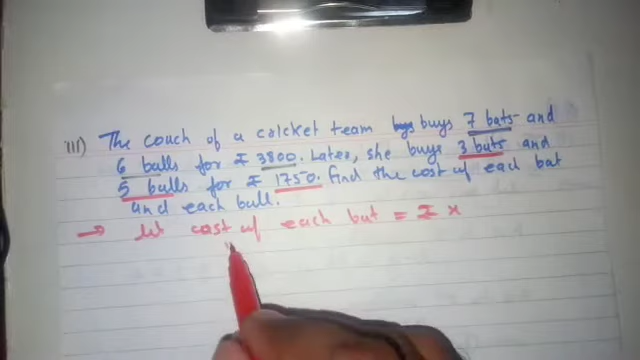 III) The coach of a cricket team buys 7 bats and
6 balls for ₹ 3800. Later, she buys 3 bats and
5 balls for ₹ 1750. Find the cost of each bat
and each ball.
→ let cost of each bat = ₹ x